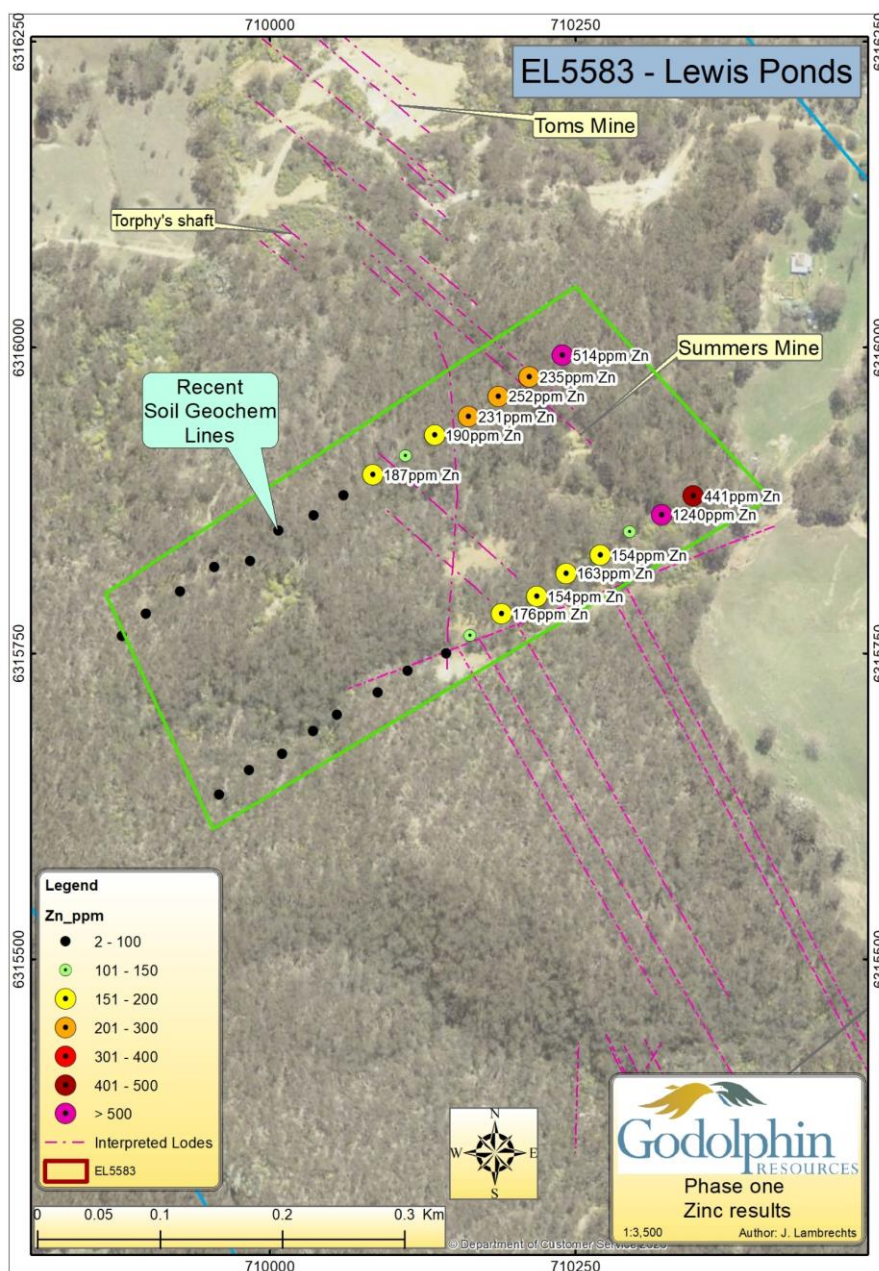 710000
710250
6316250
6316250
EL5583 - Lewis Ponds
Toms Mine
Torphy's shaft
6316000
6316000
514ppm Zn
Summers Mine
235ppm Zn
252ppm Zn
Recent
Soil Geochem
Lines
231ppm Zn
190ppm Zn
187ppm Zn
441ppm Zn
1240ppm Zn
154ppm Zn
163ppm Zn
154ppm Zn
176ppm Zn
6315750
6315750
6315500
6315500
Legend
Zn_ppm
2 - 100
101 - 150
151 - 200
201 - 300
301 - 400
401 - 500
> 500
Interpreted Lodes
EL5583
N
W
E
S
Godolphin
RESOURCES
Phase one
Zinc results
1:3,500
Author: J. Lambrechts
0
0.05
0.1
0.2
0.3
Km
© Department of Customer Service
710000
710250